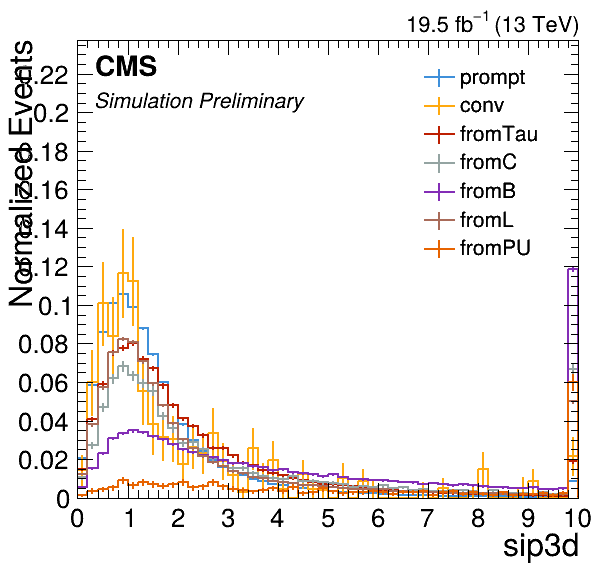 19.5 fb⁻¹ (13 TeV)
CMS
Simulation Preliminary
prompt
conv
fromTau
fromC
fromB
fromL
fromPU
Normalized Events
0.22
0.2
0.18
0.16
0.14
0.12
0.1
0.08
0.06
0.04
0.02
0
0 1 2 3 4 5 6 7 8 9 10
sip3d